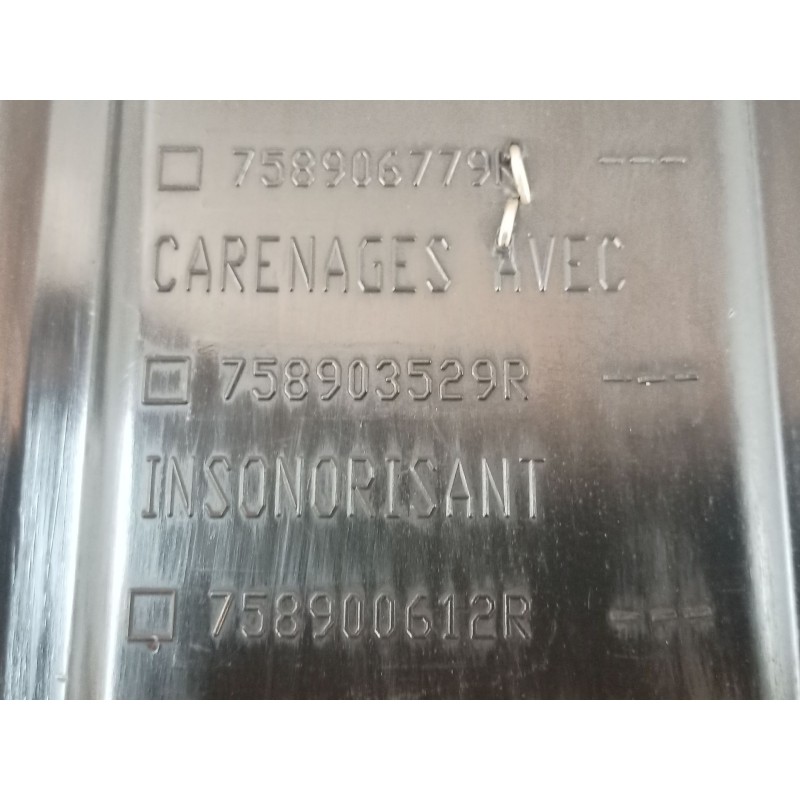 758906779R ---
CARENAGES AVEC
758903529R ---
INSONORISANT
758900612R ---